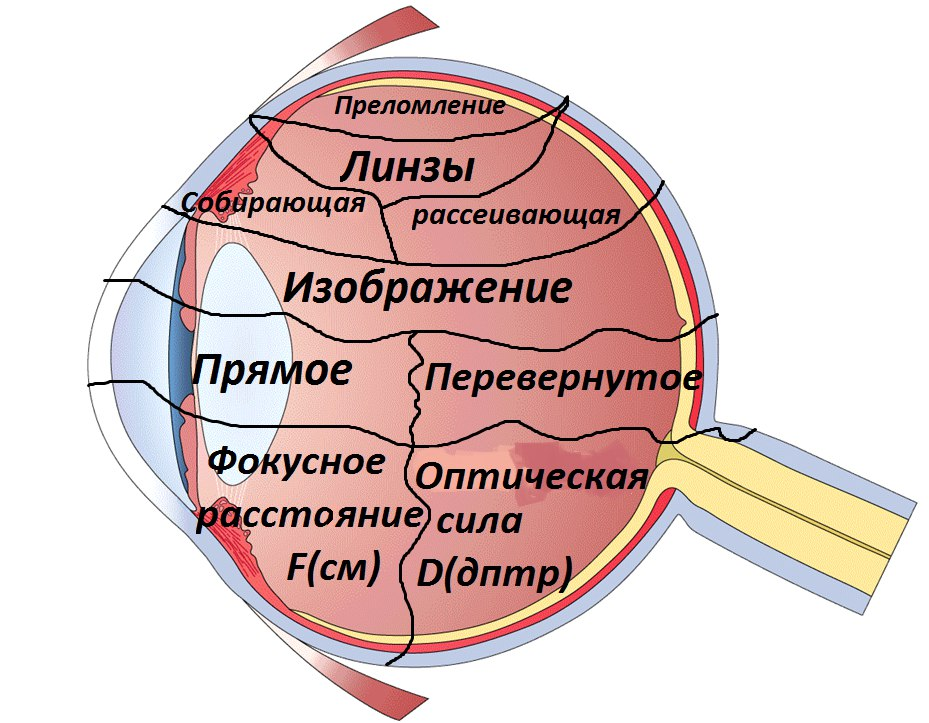 Преломление
Линзы
Собирающая
рассеивающая
Изображение
Прямое
Перевернутое
Фокусное
расстояние
F(см)
Оптическая
сила
D(дптр)